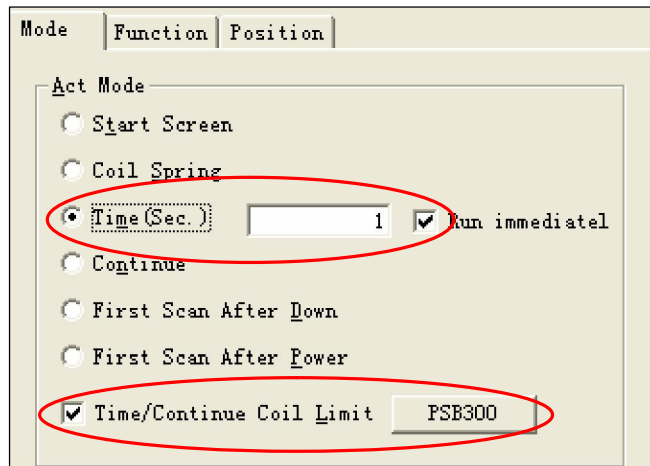 Mode Function Position
Act Mode
Start Screen
Coil Spring
Time(Sec.) 1 Run immediatel
Continue
First Scan After Down
First Scan After Power
Time/Continue Coil Limit PSB300